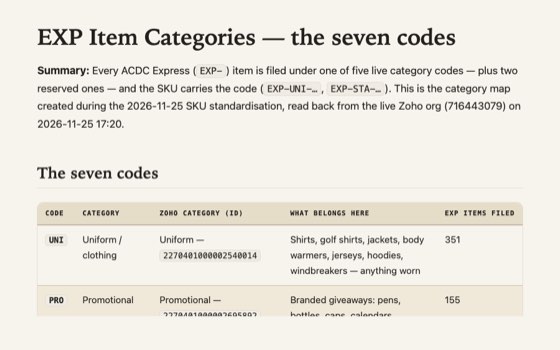 EXP Item Categories — the seven codes
Summary: Every ACDC Express ( EXP- ) item is filed under one of five live category codes — plus two
reserved ones — and the SKU carries the code ( EXP-UNI-… , EXP-STA-… ). This is the category map
created during the 2026-11-25 SKU standardisation, read back from the live Zoho org (716443079) on
2026-11-25 17:20.
The seven codes
CODE CATEGORY ZOHO CATEGORY (ID) WHAT BELONGS HERE EXP ITEMS FILED
UNI Uniform / Uniform — Shirts, golf shirts, jackets, body 351
clothing 2270401000002540014 warmers, jerseys, hoodies,
windbreakers — anything worn
PRO Promotional Promotional — Branded giveaways: pens, 155
bottles, caps, calendars,